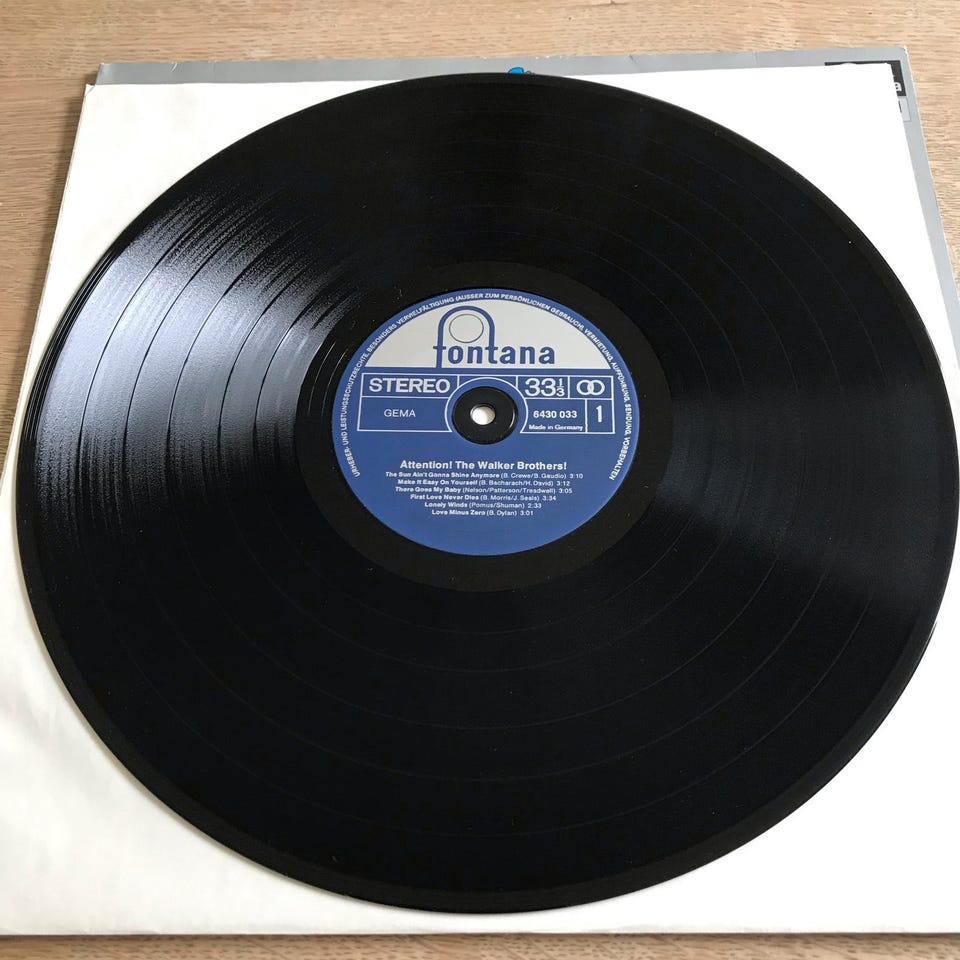 URHEBER- UND LEISTUNGSSCHUTZRECHTE, BESONDERS VERVIELFÄLTIGUNG (AUSSER ZUM PERSÖNLICHEN GEBRAUCH), VERMIETUNG, AUFFÜHRUNG, SENDUNG, VORBEHALTEN
fontana
STEREO 33 1/3
GEMA 6430 033 1
Made in Germany
Attention! The Walker Brothers!
The Sun Ain't Gonna Shine Anymore (B. Crewe/B. Gaudio) 3:10
Make It Easy On Yourself (B. Bacharach/H. David) 3:12
There Goes My Baby (Nelson/Patterson/Treadwell) 3:05
First Love Never Dies (B. Morris/J. Seals) 3:34
Lonely Winds (Pomus/Shuman) 2:33
Love Minus Zero (B. Dylan) 3:01